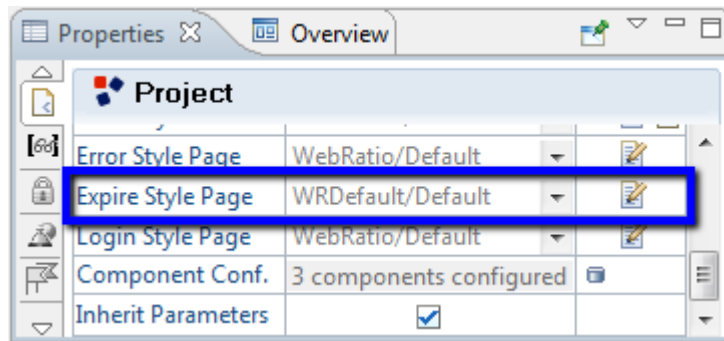 Properties Overview
Project
Error Style Page WebRatio/Default
Expire Style Page WRDefault/Default
Login Style Page WebRatio/Default
Component Conf. 3 components configured
Inherit Parameters